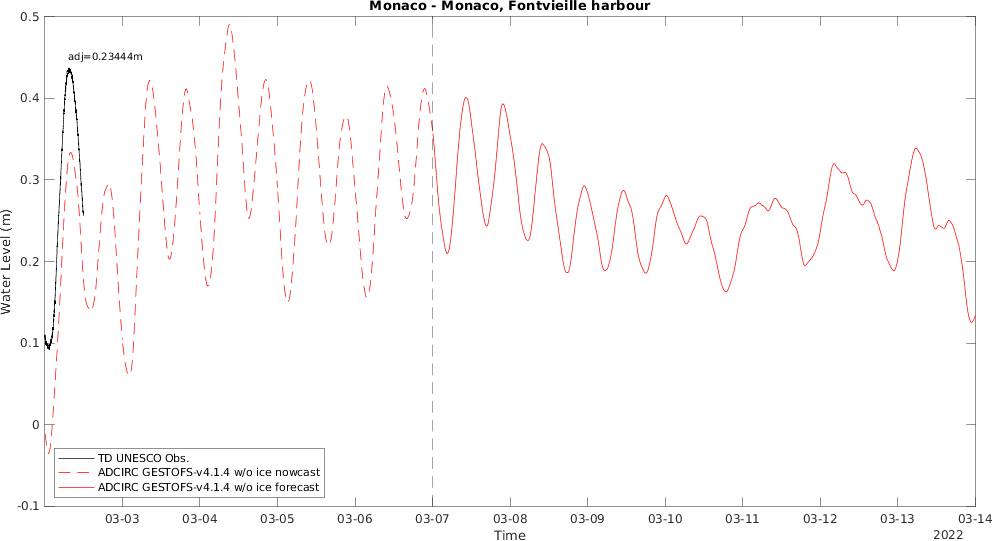 Monaco - Monaco, Fontvieille harbour
adj=0.23444m
0.5
0.4
0.3
0.2
0.1
0
-0.1
Water Level (m)
TD UNESCO Obs.
ADCIRC GESTOFS-v4.1.4 w/o ice nowcast
ADCIRC GESTOFS-v4.1.4 w/o ice forecast
03-03 03-04 03-05 03-06 03-07 03-08 03-09 03-10 03-11 03-12 03-13 03-14
Time
2022